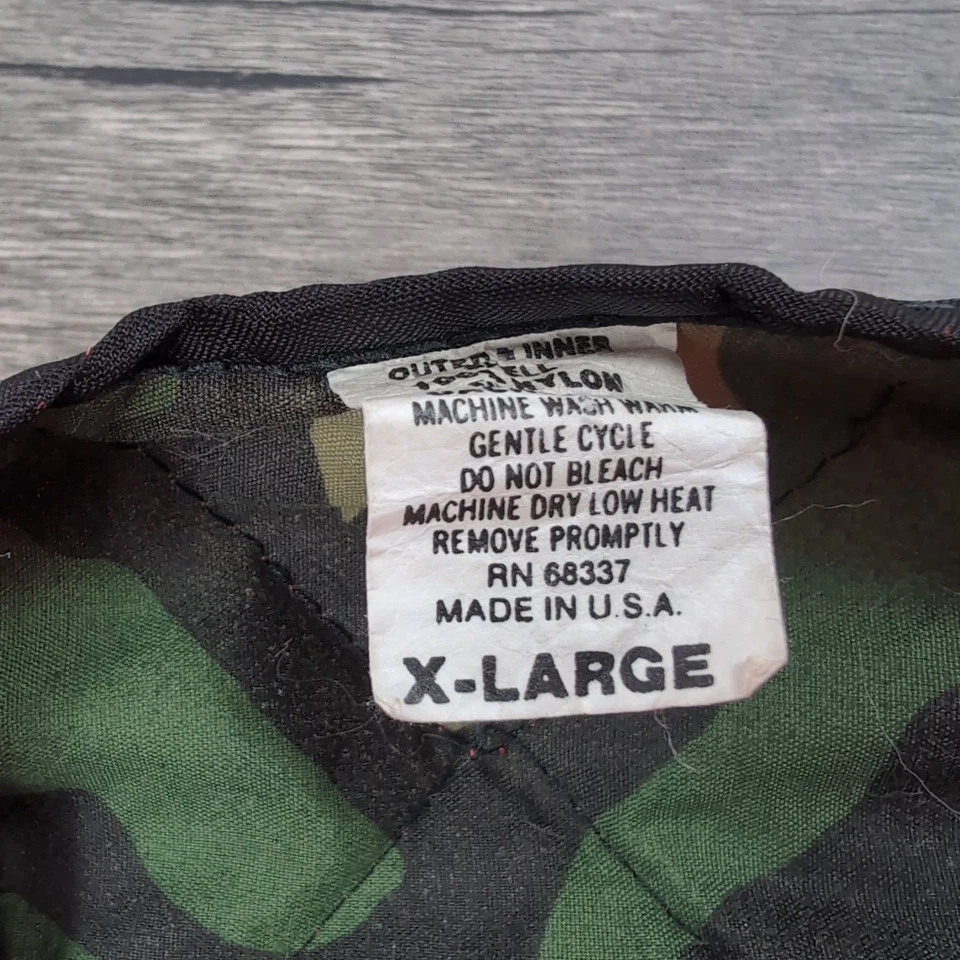 OUTER & INNER
NYLON
MACHINE WASH WARM
GENTLE CYCLE
DO NOT BLEACH
MACHINE DRY LOW HEAT
REMOVE PROMPTLY
RN 68337
MADE IN U.S.A.
X-LARGE